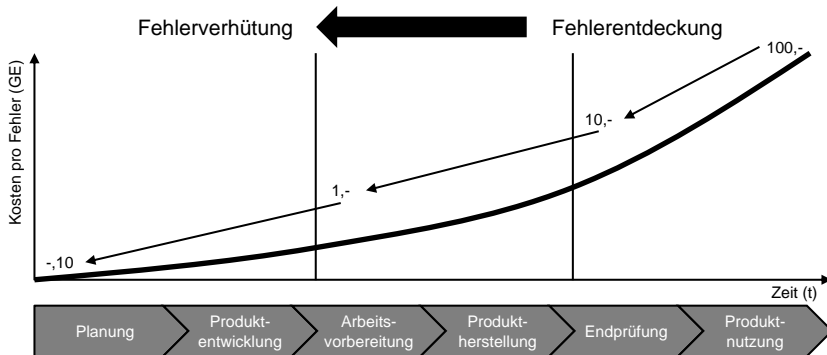 Fehlerverhütung
Fehlerentdeckung
Kosten pro Fehler (GE)
100,-
10,-
1,-
-,10
Zeit (t)
Planung
Produkt-
entwicklung
Arbeits-
vorbereitung
Produkt-
herstellung
Endprüfung
Produkt-
nutzung